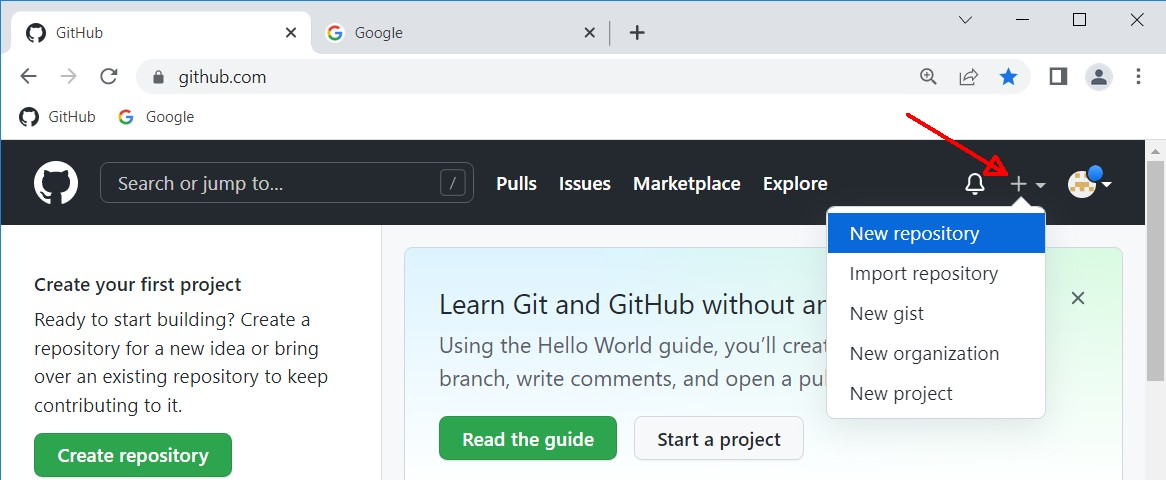 GitHub
Google
github.com
GitHub
Google
Search or jump to...
/
Pulls
Issues
Marketplace
Explore
New repository
Import repository
New gist
New organization
New project
Create your first project
Ready to start building? Create a
repository for a new idea or bring
over an existing repository to keep
contributing to it.
Create repository
Learn Git and GitHub without an
Using the Hello World guide, you’ll
branch, write comments, and open a
Read the guide
Start a project